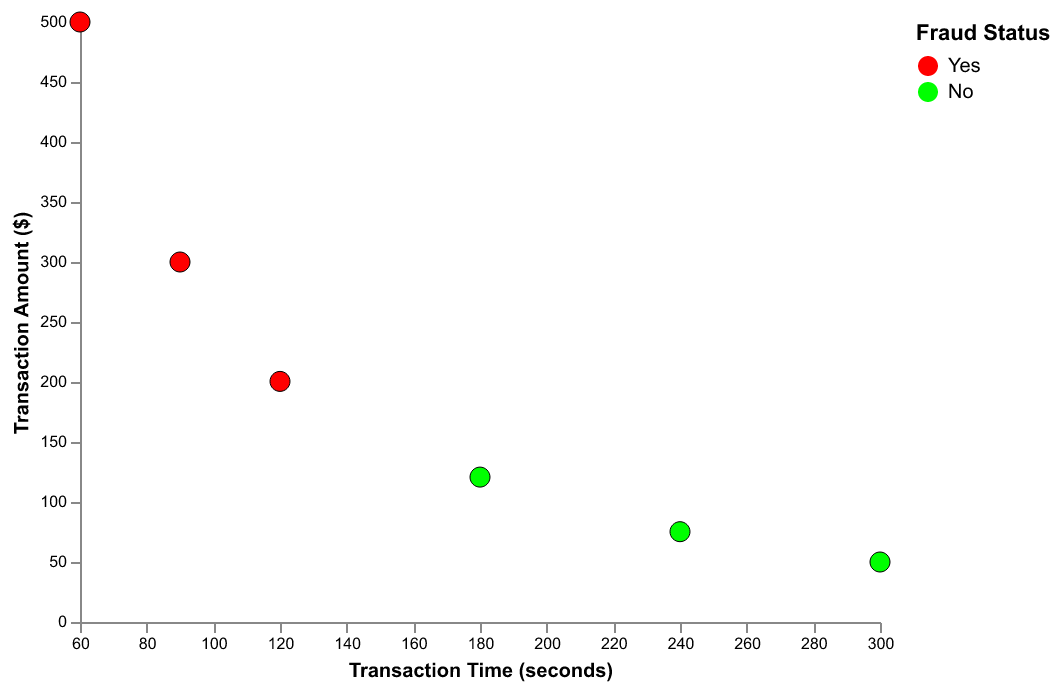 500
450
400
350
300
250
200
150
100
50
0
Transaction Amount ($)
60 80 100 120 140 160 180 200 220 240 260 280 300
Transaction Time (seconds)
Fraud Status
Yes
No